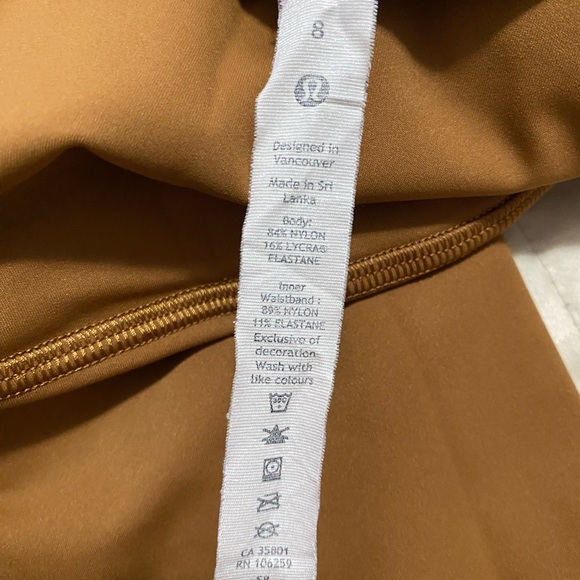 8
Designed in
Vancouver
Made in Sri
Lanka
Body:
84% NYLON
16% LYCRA®
ELASTANE
Inner
Waistband :
89% NYLON
11% ELASTANE
Exclusive of
decoration
Wash with
like colours
CA 35801
RN 106259